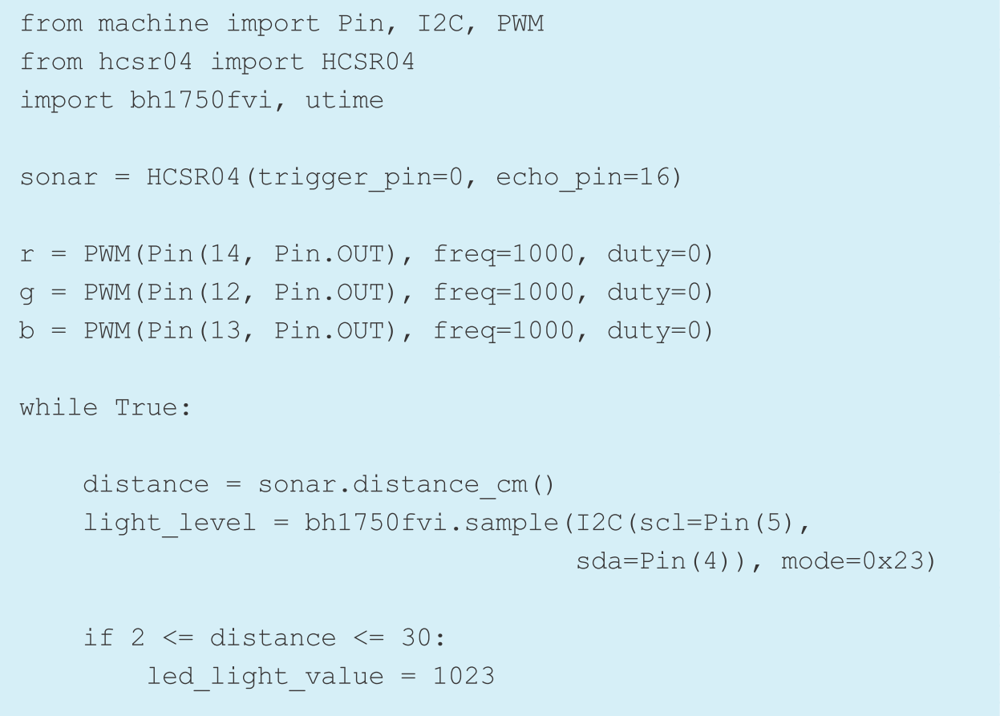 from machine import Pin, I2C, PWM
from hcsr04 import HCSR04
import bh1750fvi, utime

sonar = HCSR04(trigger_pin=0, echo_pin=16)

r = PWM(Pin(14, Pin.OUT), freq=1000, duty=0)
g = PWM(Pin(12, Pin.OUT), freq=1000, duty=0)
b = PWM(Pin(13, Pin.OUT), freq=1000, duty=0)

while True:

    distance = sonar.distance_cm()
    light_level = bh1750fvi.sample(I2C(scl=Pin(5),
                                   sda=Pin(4)), mode=0x23)

    if 2 <= distance <= 30:
        led_light_value = 1023